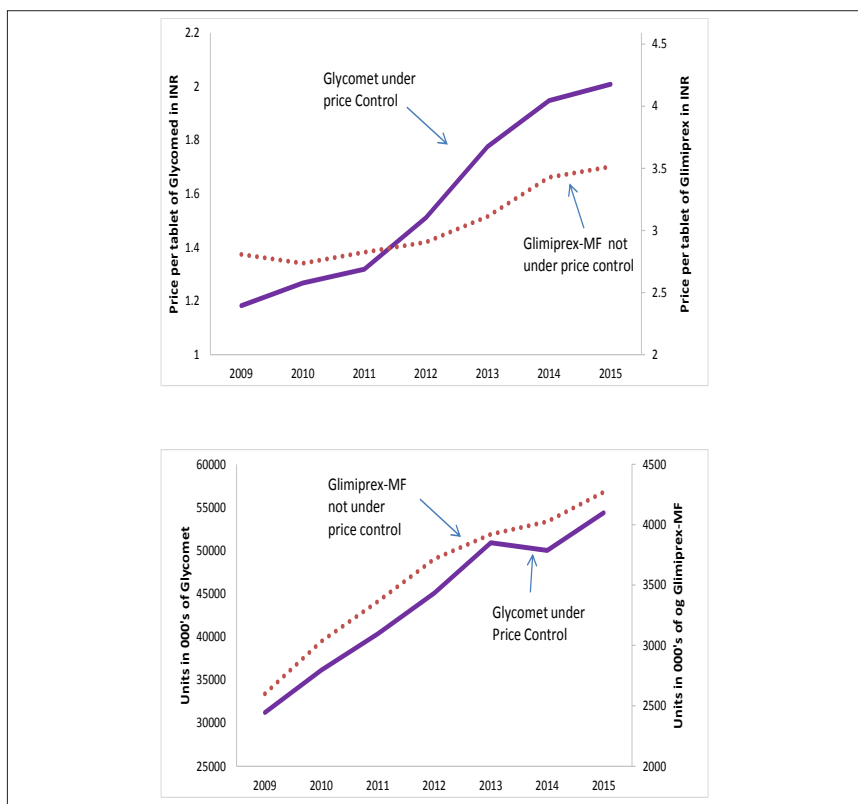 Price per tablet of Glycomed in INR
2.2
2
1.8
1.6
1.4
1.2
1
Glycomet under
price Control
Glimiprex-MF not
under price control
4.5
4
3.5
3
2.5
2
Price per tablet of Glimiprex in INR
2009 2010 2011 2012 2013 2014 2015
Units in 000's of Glycomet
60000
55000
50000
45000
40000
35000
30000
25000
Glimiprex-MF
not under
price control
Glycomet under
Price Control
4500
4000
3500
3000
2500
2000
Units in 000's of og Glimiprex-MF
2009 2010 2011 2012 2013 2014 2015